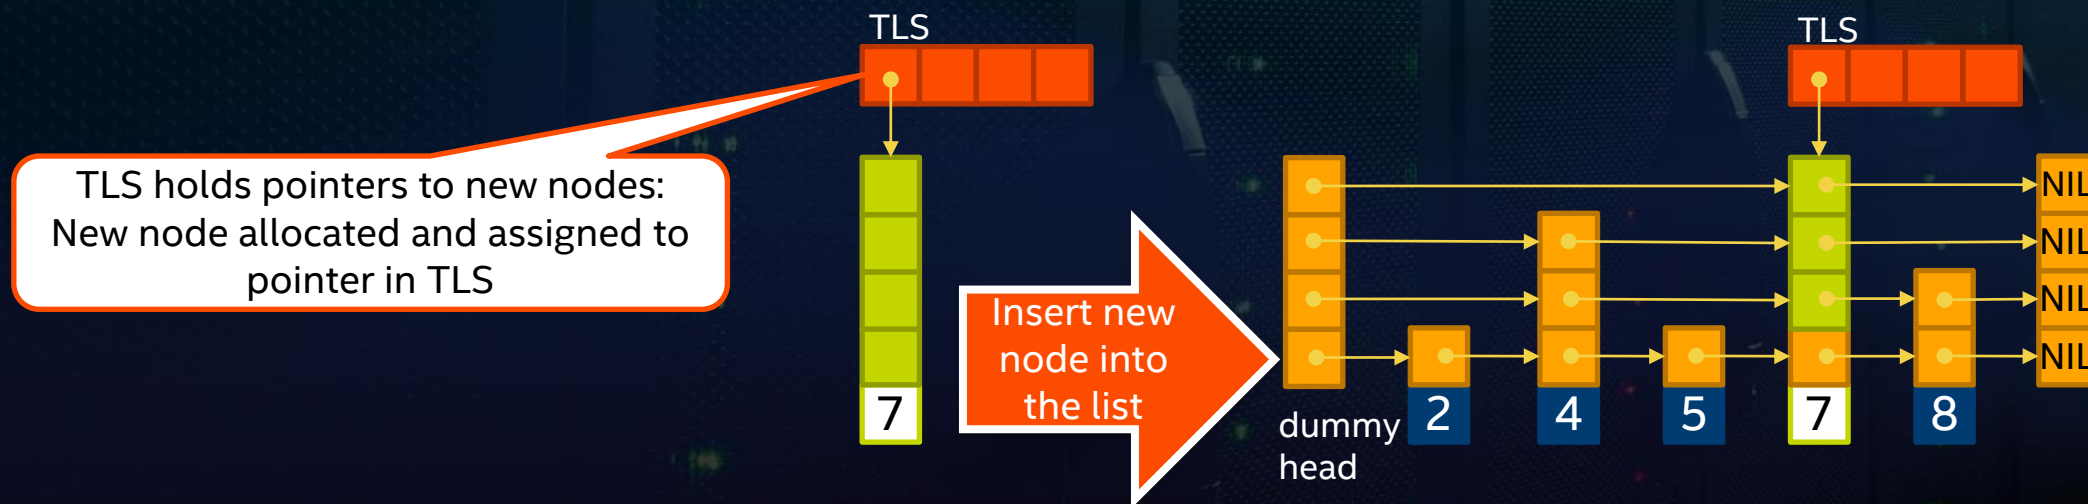 TLS
TLS holds pointers to new nodes:
New node allocated and assigned to
pointer in TLS
7
Insert new
node into
the list
TLS
NIL
NIL
NIL
NIL
dummy
head
2
4
5
7
8